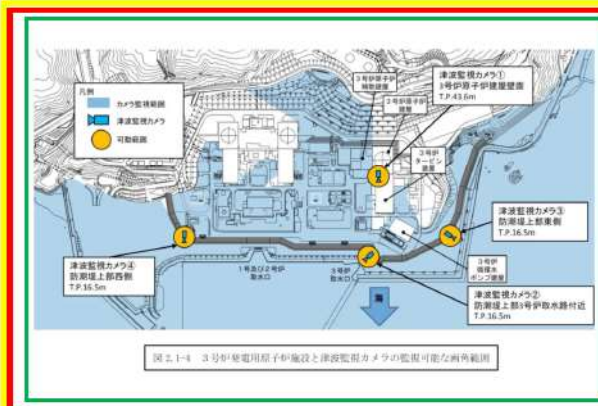 凡例
カメラ監視範囲
津波監視カメラ
可動範囲
3号炉原子炉
補助建屋
3号炉原子炉
建屋
津波監視カメラ①
3号炉原子炉建屋壁面
T.P.43.6m
3号炉
タービン
建屋
津波監視カメラ③
防潮堤上部東側
T.P.16.5m
3号炉
循環水
ポンプ建屋
津波監視カメラ④
防潮堤上部西側
T.P.16.5m
1号及び2号炉
取水口
3号炉
取水口
海
津波監視カメラ②
防潮堤上部3号炉取水路付近
T.P.16.5m
図 2.1-4 3号炉発電用原子炉施設と津波監視カメラの監視可能な画角範囲